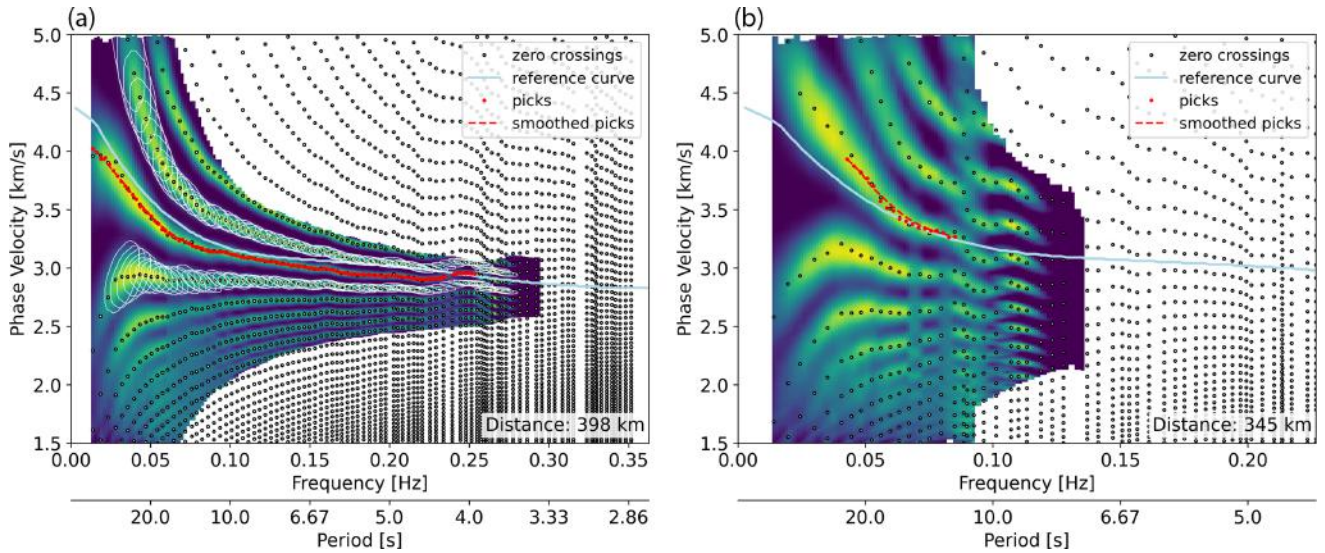 (a)
5.0
4.5
4.0
3.5
3.0
2.5
2.0
1.5
Phase Velocity [km/s]
zero crossings
reference curve
picks
smoothed picks
Distance: 398 km
0.00 0.05 0.10 0.15 0.20 0.25 0.30 0.35
Frequency [Hz]
20.0 10.0 6.67 5.0 4.0 3.33 2.86
Period [s]
(b)
5.0
4.5
4.0
3.5
3.0
2.5
2.0
1.5
Phase Velocity [km/s]
zero crossings
reference curve
picks
smoothed picks
Distance: 345 km
0.00 0.05 0.10 0.15 0.20
Frequency [Hz]
20.0 10.0 6.67 5.0
Period [s]